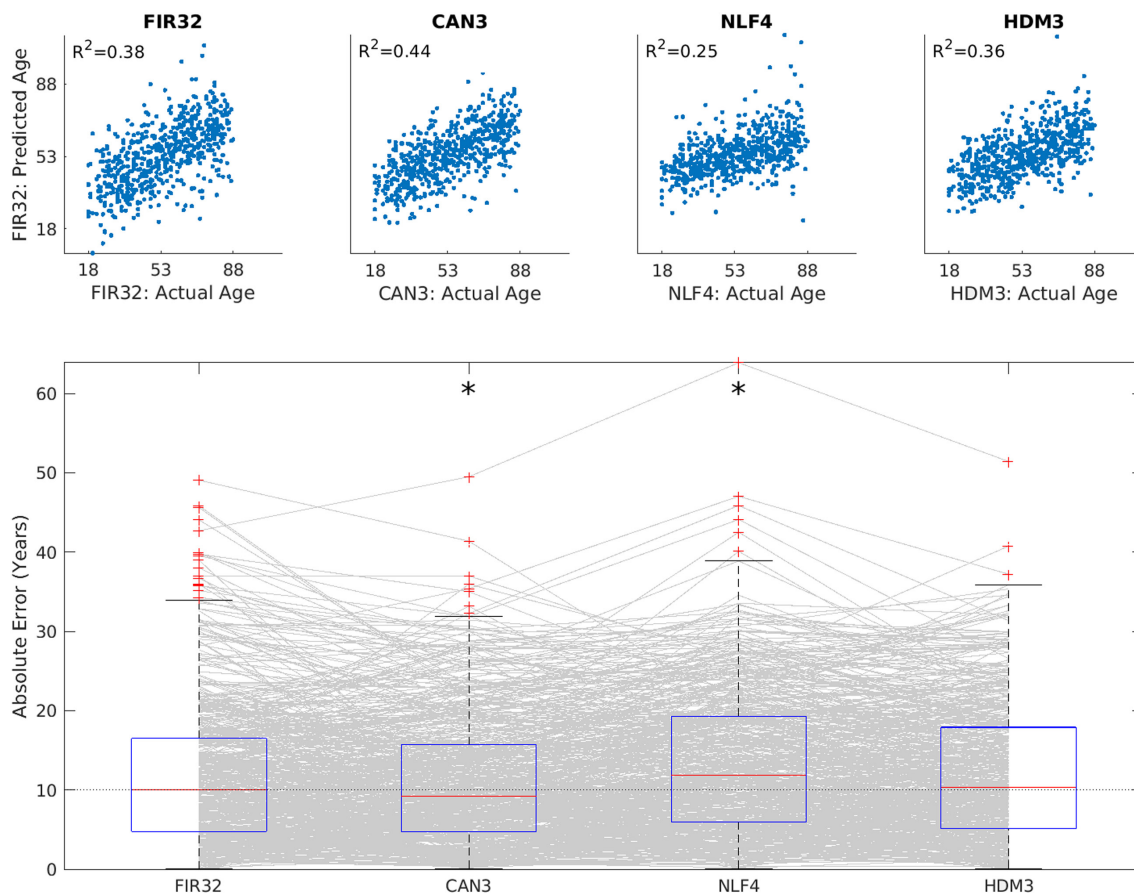 FIR32 CAN3 NLF4 HDM3
R²=0.38 R²=0.44 R²=0.25 R²=0.36
FIR32: Predicted Age
88
53
18
18 53 88 18 53 88 18 53 88 18 53 88
FIR32: Actual Age CAN3: Actual Age NLF4: Actual Age HDM3: Actual Age
* *
Absolute Error (Years)
60
50
40
30
20
10
0
FIR32 CAN3 NLF4 HDM3